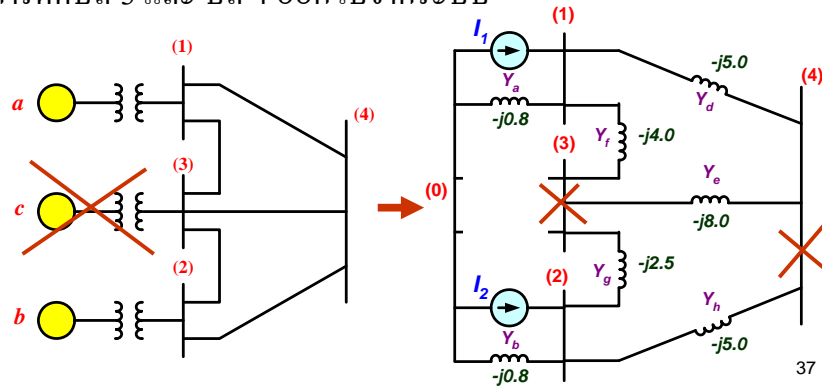 (1)
a
(4)
(3)
c
(2)
b
(1)
I1
-j5.0
(4)
Ya
Yd
-j0.8
Yf
-j4.0
(3)
Ye
(0)
-j8.0
Yg
-j2.5
(2)
I2
Yh
Yb
-j5.0
-j0.8
37